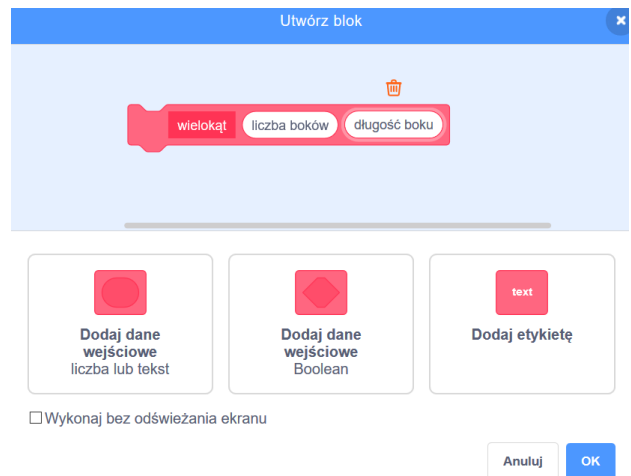 Utwórz blok
wielokąt liczba boków długość boku
text
Dodaj dane
wejściowe
liczba lub tekst
Dodaj dane
wejściowe
Boolean
Dodaj etykietę
Wykonaj bez odświeżania ekranu
Anuluj OK